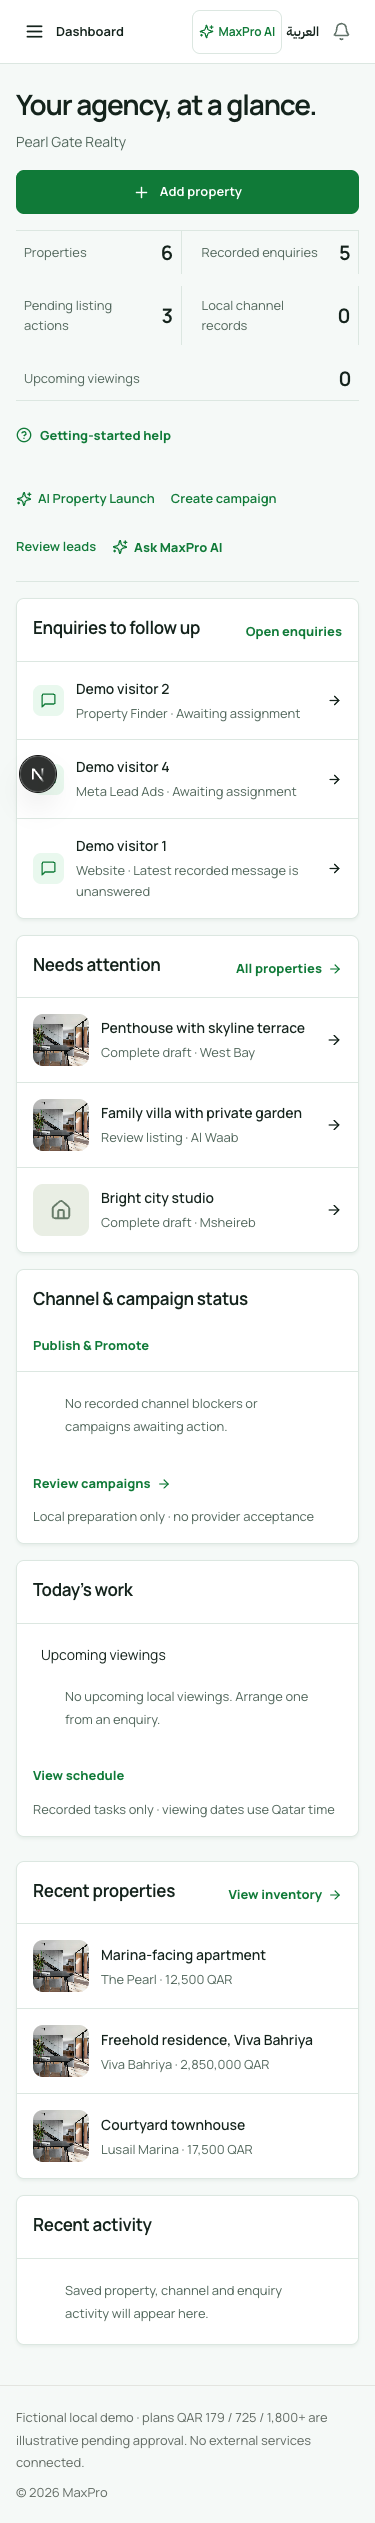 Dashboard
MaxPro AI
العربية
Your agency, at a glance.
Pearl Gate Realty
Add property
Properties 6
Recorded enquiries 5
Pending listing
actions 3
Local channel
records 0
Upcoming viewings 0
Getting-started help
AI Property Launch
Create campaign
Review leads
Ask MaxPro AI
Enquiries to follow up
Open enquiries
Demo visitor 2
Property Finder · Awaiting assignment
N
Demo visitor 4
Meta Lead Ads · Awaiting assignment
Demo visitor 1
Website · Latest recorded message is
unanswered
Needs attention
All properties
Penthouse with skyline terrace
Complete draft · West Bay
Family villa with private garden
Review listing · Al Waab
Bright city studio
Complete draft · Msheireb
Channel & campaign status
Publish & Promote
No recorded channel blockers or
campaigns awaiting action.
Review campaigns
Local preparation only · no provider acceptance
Today's work
Upcoming viewings
No upcoming local viewings. Arrange one
from an enquiry.
View schedule
Recorded tasks only · viewing dates use Qatar time
Recent properties
View inventory
Marina-facing apartment
The Pearl · 12,500 QAR
Freehold residence, Viva Bahriya
Viva Bahriya · 2,850,000 QAR
Courtyard townhouse
Lusail Marina · 17,500 QAR
Recent activity
Saved property, channel and enquiry
activity will appear here.
Fictional local demo · plans QAR 179 / 725 / 1,800+ are
illustrative pending approval. No external services
connected.
© 2026 MaxPro